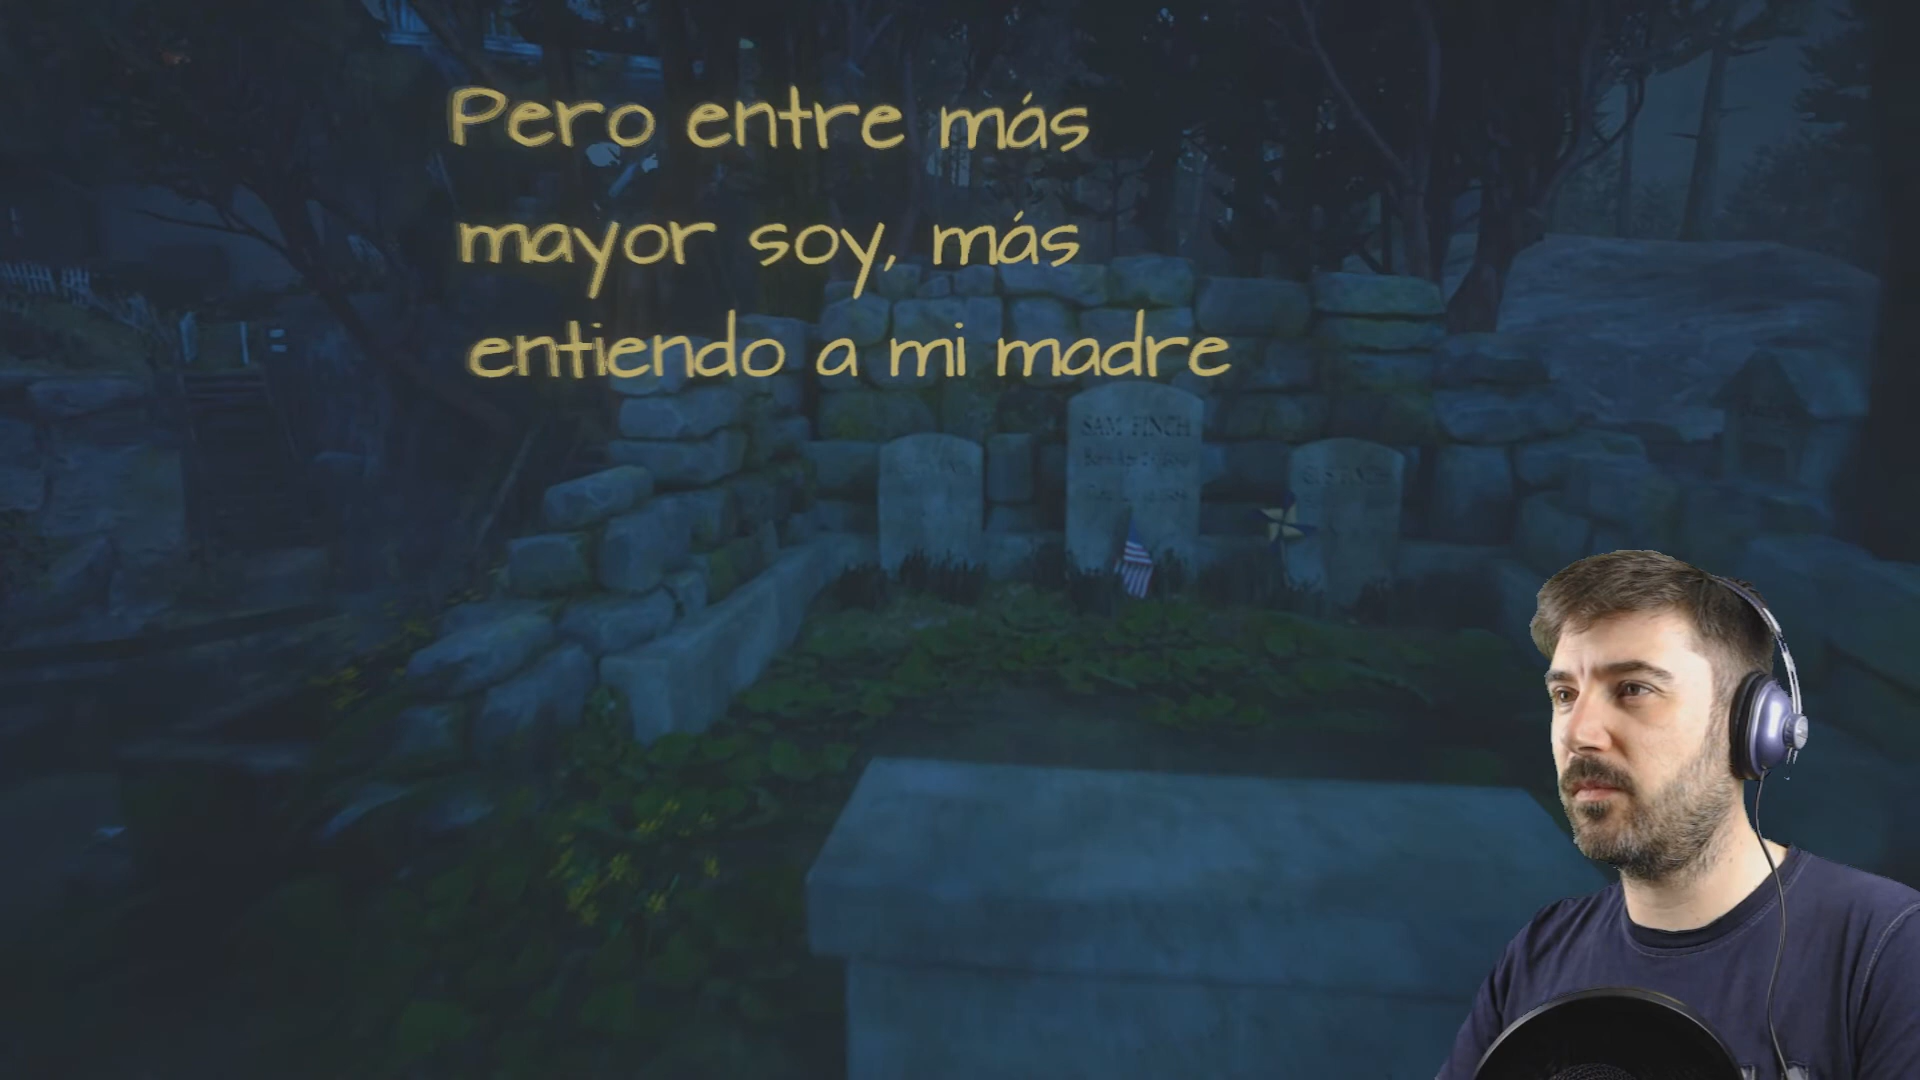 Pero entre más
mayor soy, más
entiendo a mi madre
SAM FINCH